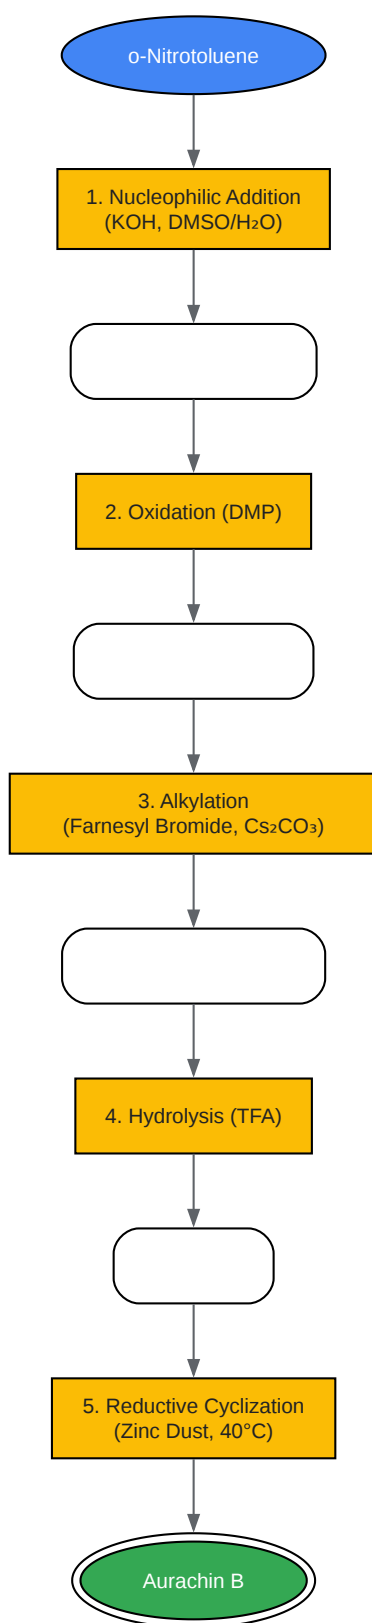 o-Nitrotoluene
1. Nucleophilic Addition
(KOH, DMSO/H₂O)
2. Oxidation (DMP)
3. Alkylation
(Farnesyl Bromide, Cs₂CO₃)
4. Hydrolysis (TFA)
5. Reductive Cyclization
(Zinc Dust, 40°C)
Aurachin B